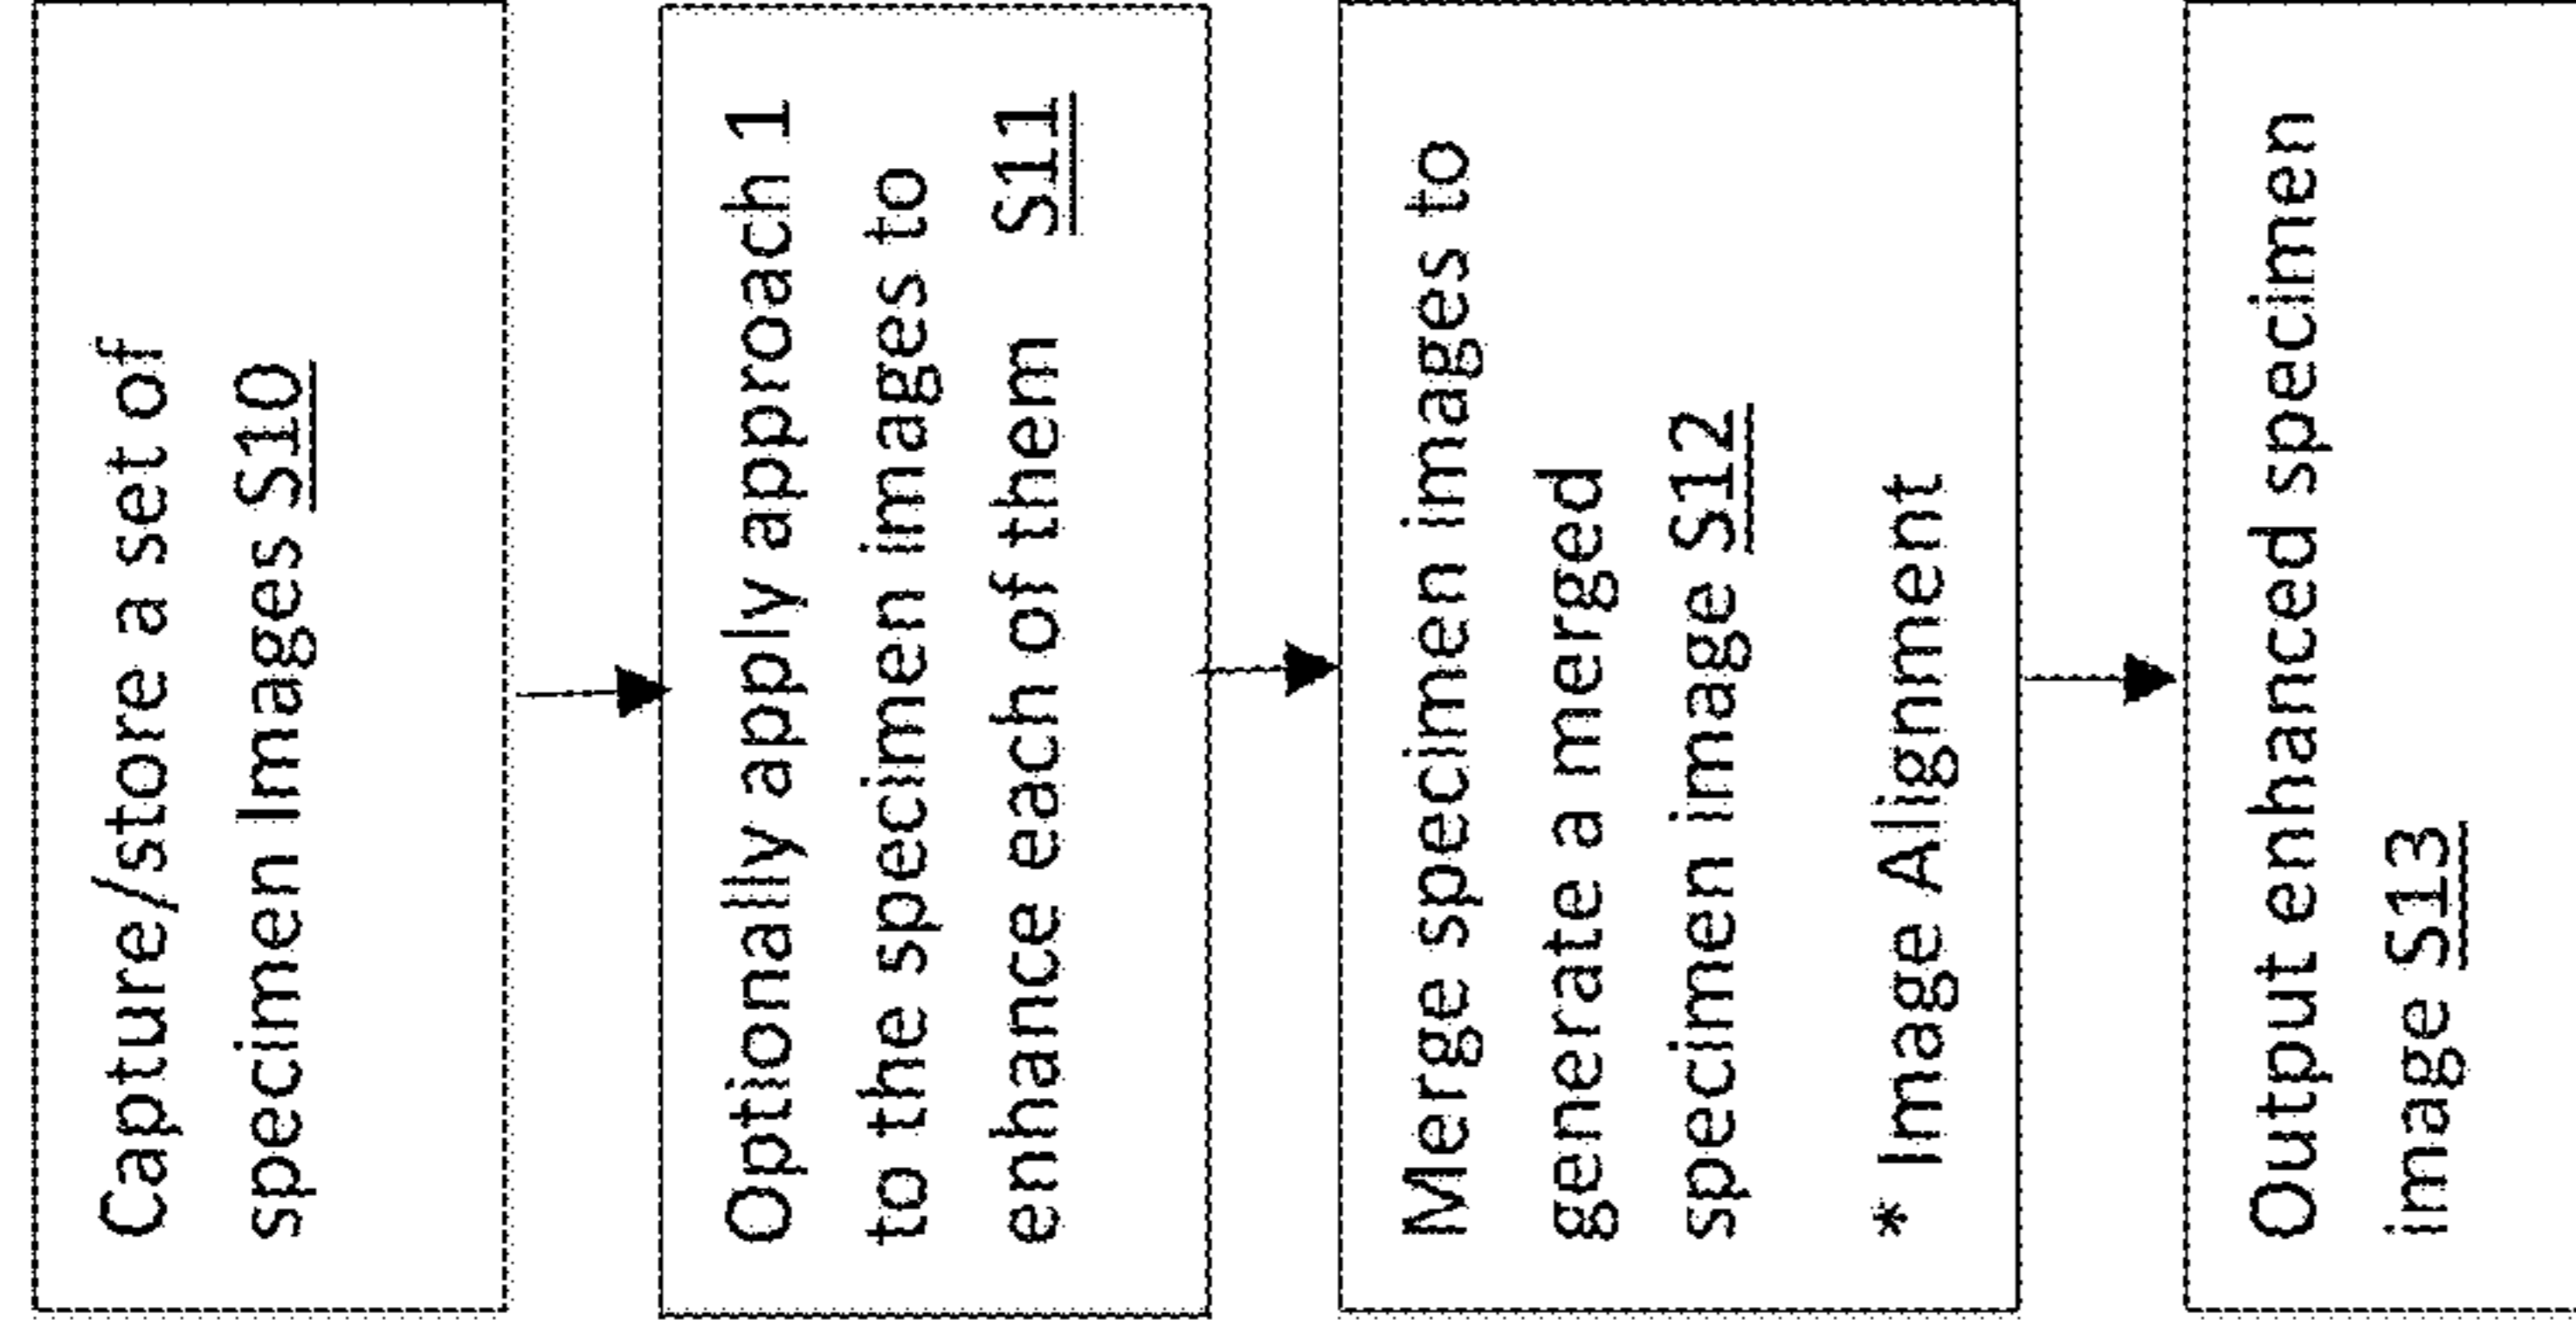 Capture/store a set of
specimen Images S10
Optionally apply approach 1
to the specimen images to
enhance each of them S11
Merge specimen images to
generate a merged
specimen image S12
* Image Alignment
Output enhanced specimen
image S13